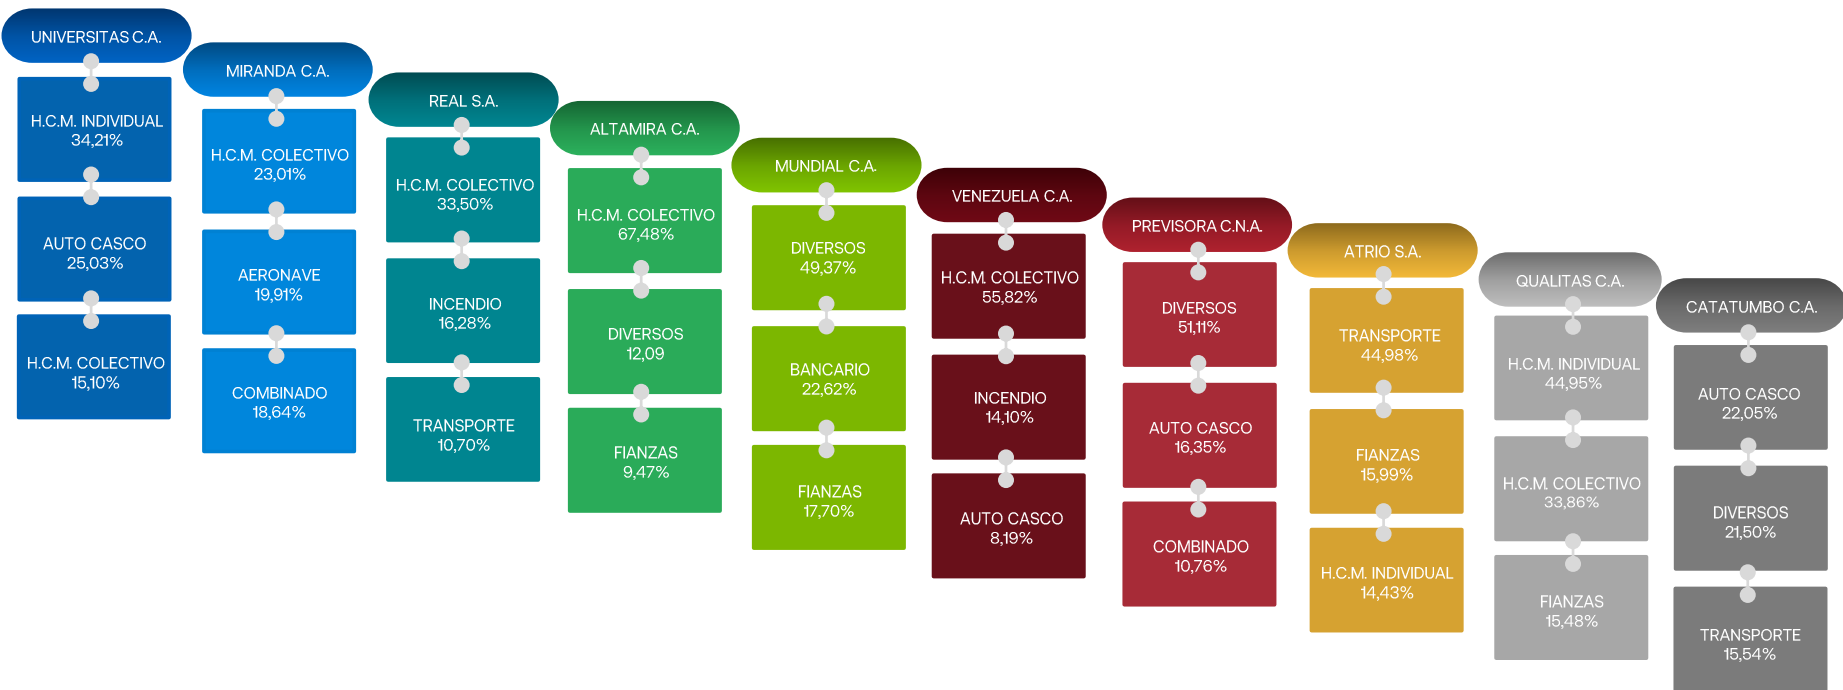 UNIVERSITAS C.A.
H.C.M. INDIVIDUAL
34,21%
AUTO CASCO
25,03%
H.C.M. COLECTIVO
15,10%
MIRANDA C.A.
H.C.M. COLECTIVO
23,01%
AERONAVE
19,91%
COMBINADO
18,64%
REAL S.A.
H.C.M. COLECTIVO
33,50%
INCENDIO
16,28%
TRANSPORTE
10,70%
ALTAMIRA C.A.
H.C.M. COLECTIVO
67,48%
DIVERSOS
12,09
FIANZAS
9,47%
MUNDIAL C.A.
DIVERSOS
49,37%
BANCARIO
22,62%
FIANZAS
17,70%
VENEZUELA C.A.
H.C.M. COLECTIVO
55,82%
INCENDIO
14,10%
AUTO CASCO
8,19%
PREVISORA C.N.A.
DIVERSOS
51,11%
AUTO CASCO
16,35%
COMBINADO
10,76%
ATRIO S.A.
TRANSPORTE
44,98%
FIANZAS
15,99%
H.C.M. INDIVIDUAL
14,43%
QUALITAS C.A.
H.C.M. INDIVIDUAL
44,95%
H.C.M. COLECTIVO
33,86%
FIANZAS
15,48%
CATATUMBO C.A.
AUTO CASCO
22,05%
DIVERSOS
21,50%
TRANSPORTE
15,54%